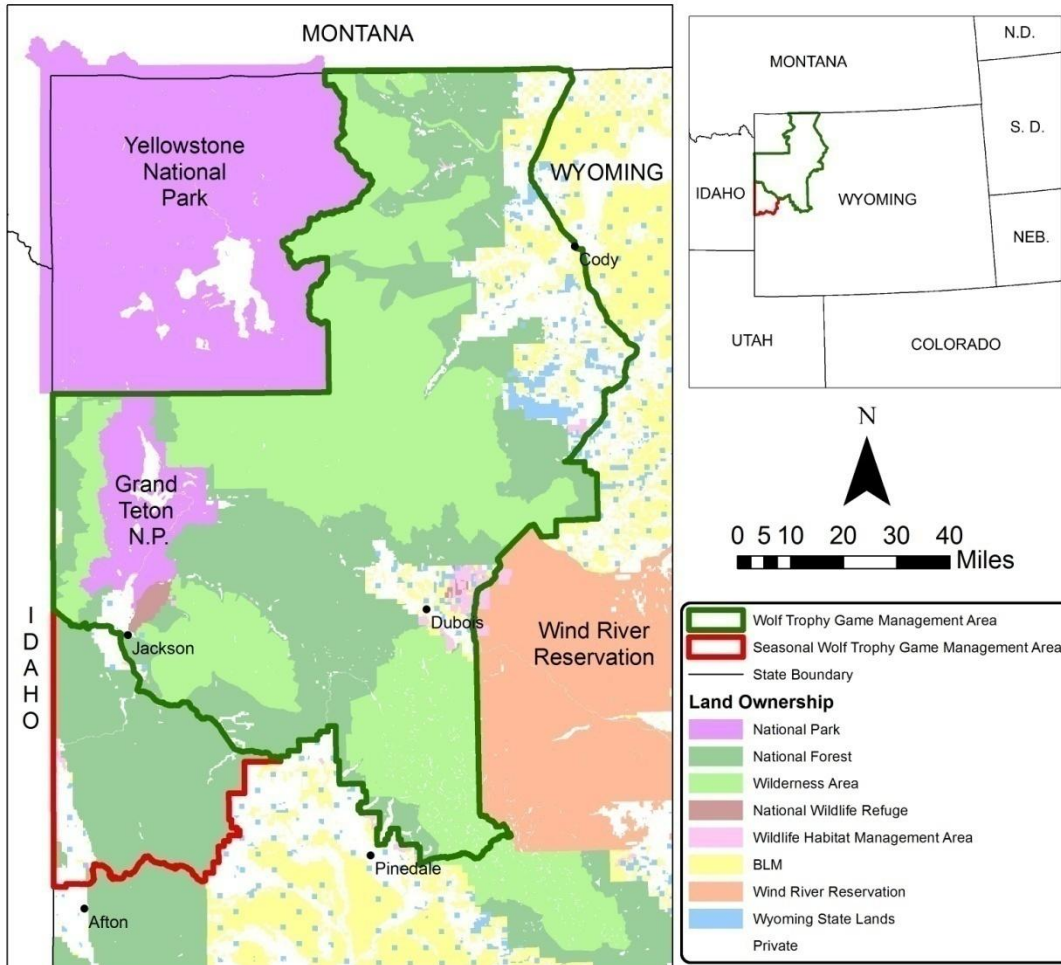 MONTANA
Yellowstone
National
Park
WYOMING
Cody
Grand
Teton
N.P.
IDAHO
Jackson
Dubois
Wind River
Reservation
Pinedale
Afton
N.D.
MONTANA
S. D.
IDAHO
WYOMING
NEB.
UTAH
COLORADO
N
0 5 10 20 30 40
Miles
Wolf Trophy Game Management Area
Seasonal Wolf Trophy Game Management Area
State Boundary
Land Ownership
National Park
National Forest
Wilderness Area
National Wildlife Refuge
Wildlife Habitat Management Area
BLM
Wind River Reservation
Wyoming State Lands
Private